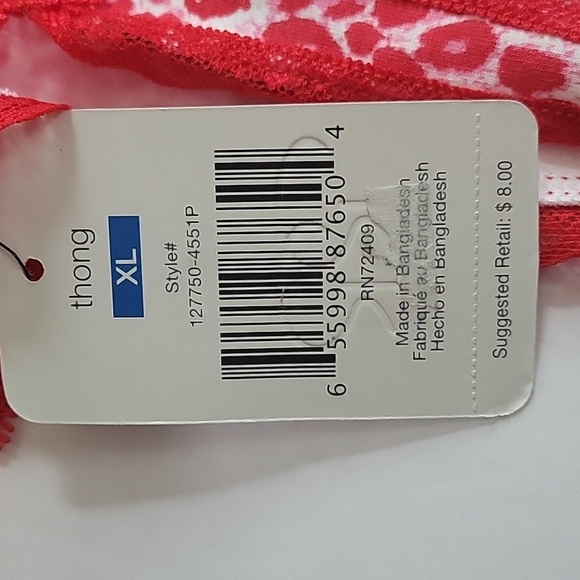 thong
XL
Style#
127750-4551P
6 55998 87650 4
RN72409
Made in Bangladesh
Fabriqué au Bangladesh
Hecho en Bangladesh
Suggested Retail: $ 8.00